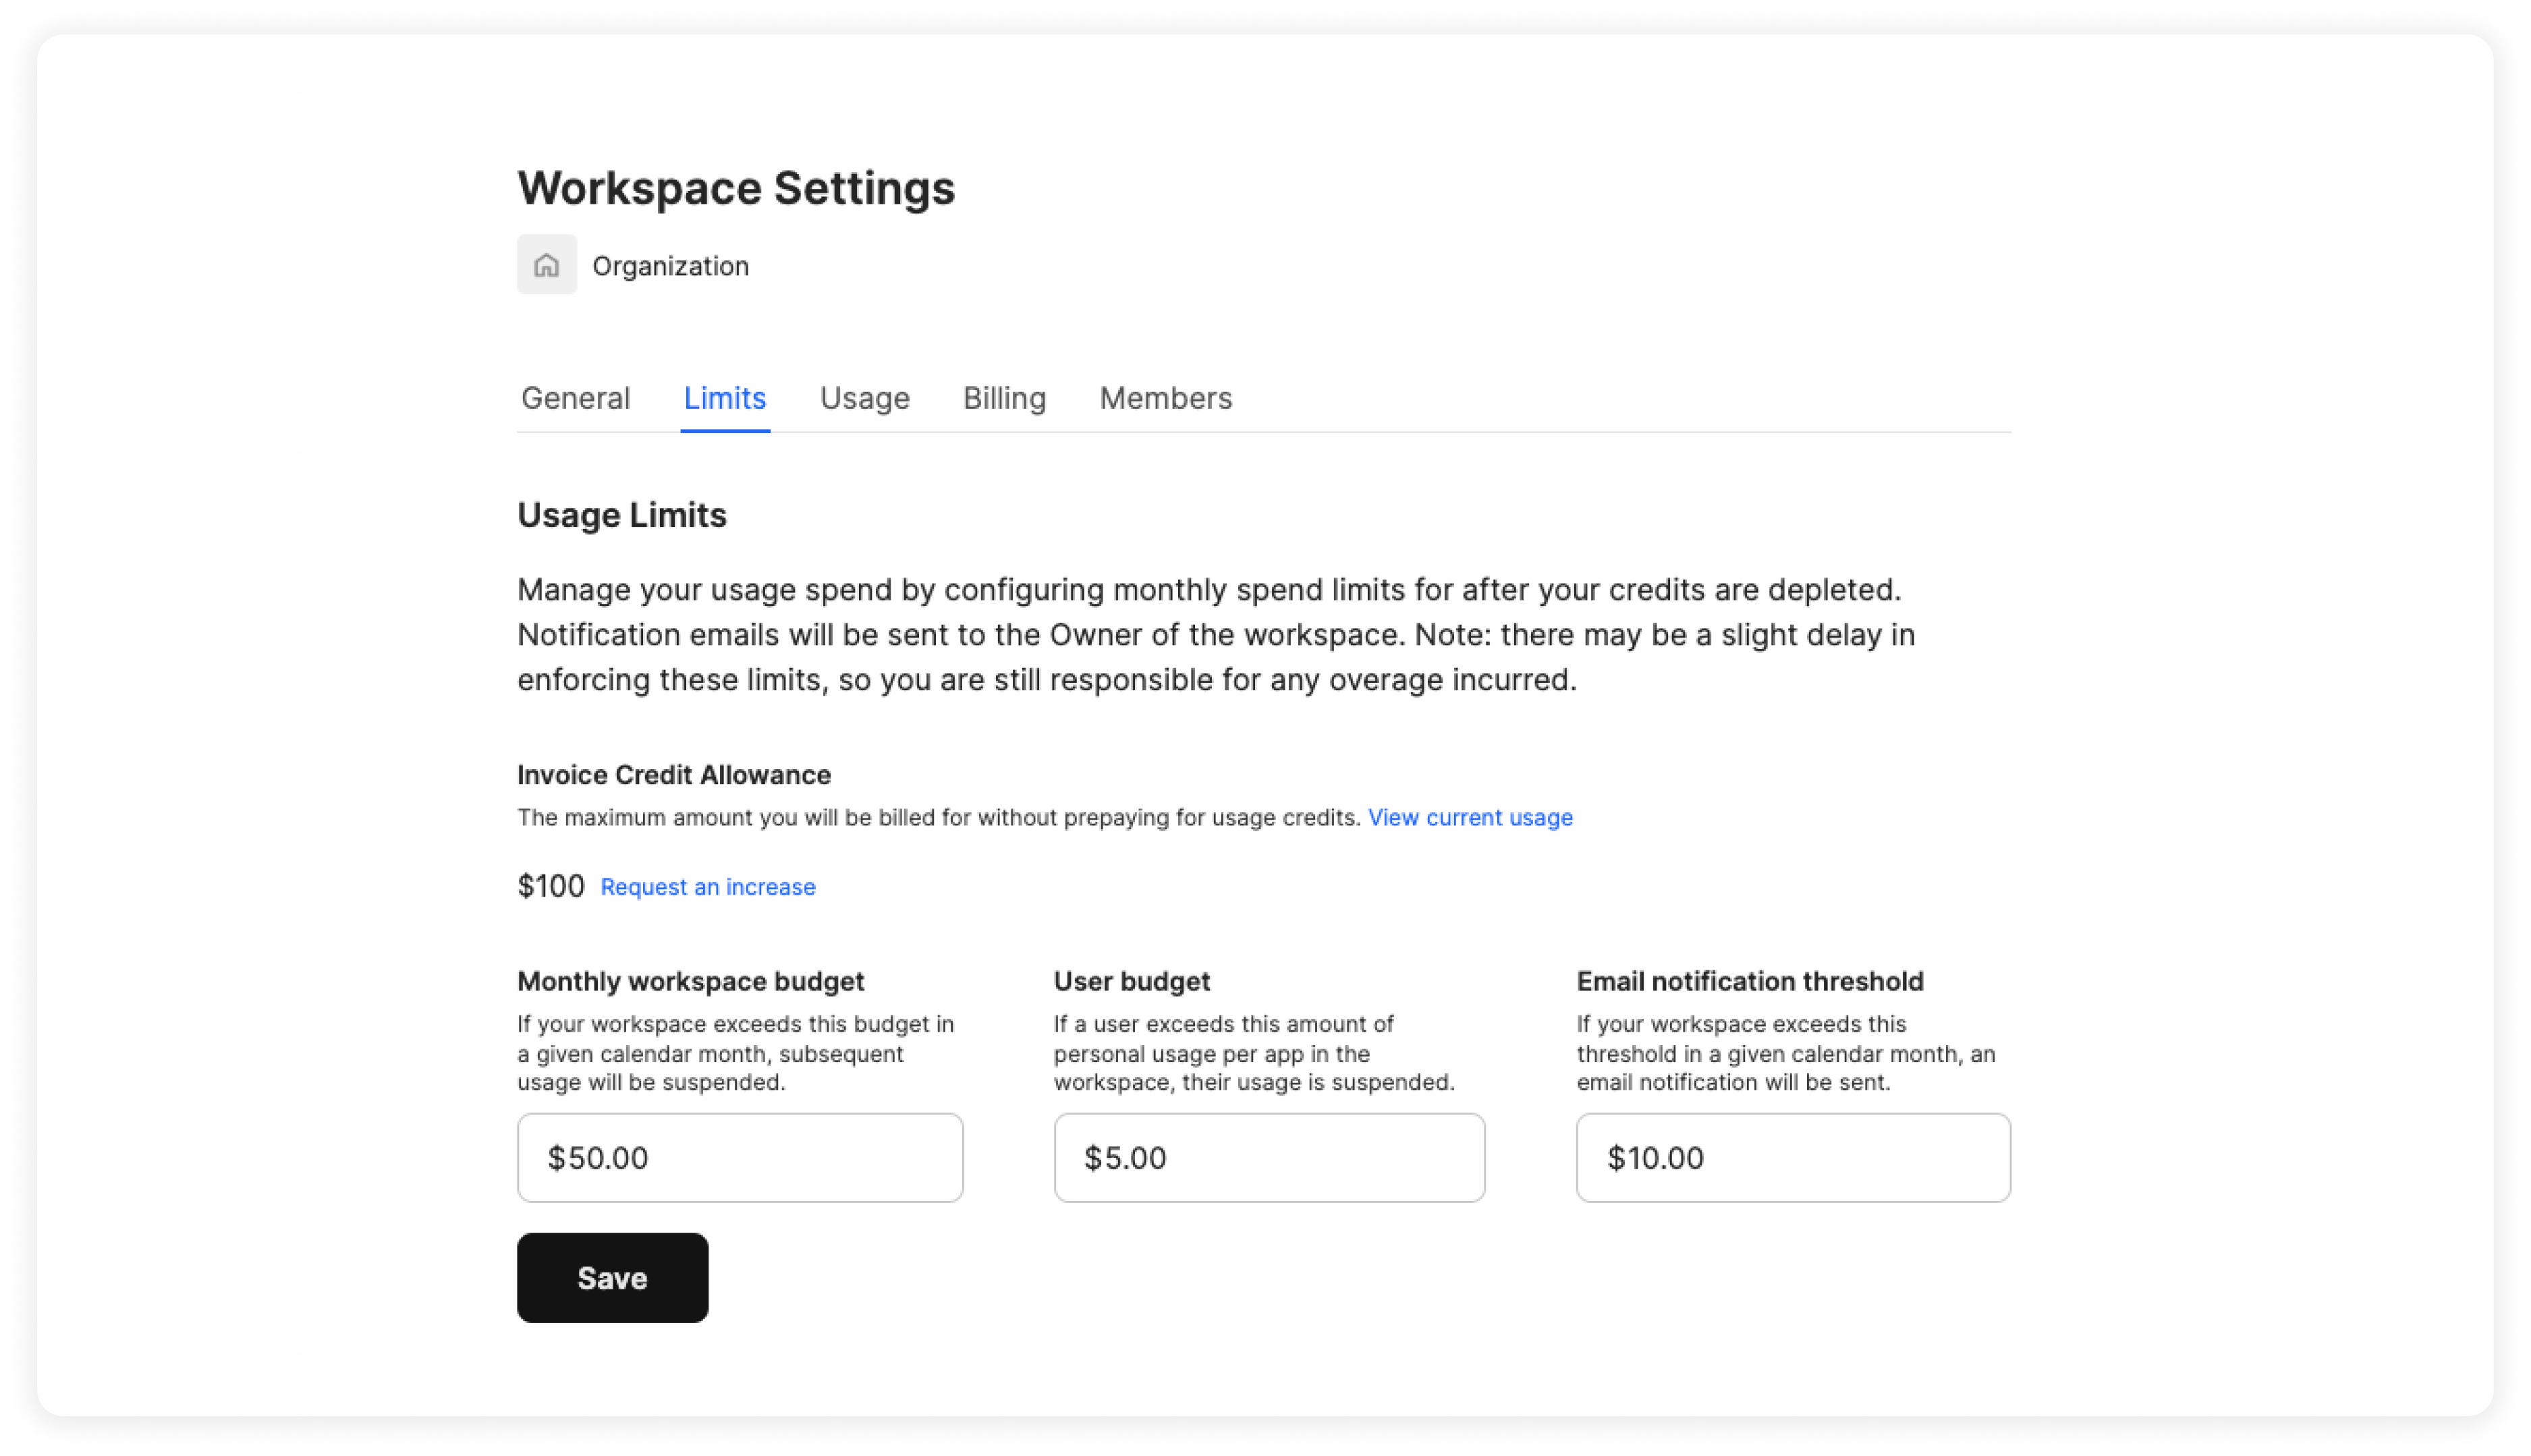 Workspace Settings
Organization
General Limits Usage Billing Members
Usage Limits
Manage your usage spend by configuring monthly spend limits for after your credits are depleted.
Notification emails will be sent to the Owner of the workspace. Note: there may be a slight delay in
enforcing these limits, so you are still responsible for any overage incurred.
Invoice Credit Allowance
The maximum amount you will be billed for without prepaying for usage credits. View current usage
$100 Request an increase
Monthly workspace budget
If your workspace exceeds this budget in
a given calendar month, subsequent
usage will be suspended.
$50.00
User budget
If a user exceeds this amount of
personal usage per app in the
workspace, their usage is suspended.
$5.00
Email notification threshold
If your workspace exceeds this
threshold in a given calendar month, an
email notification will be sent.
$10.00
Save